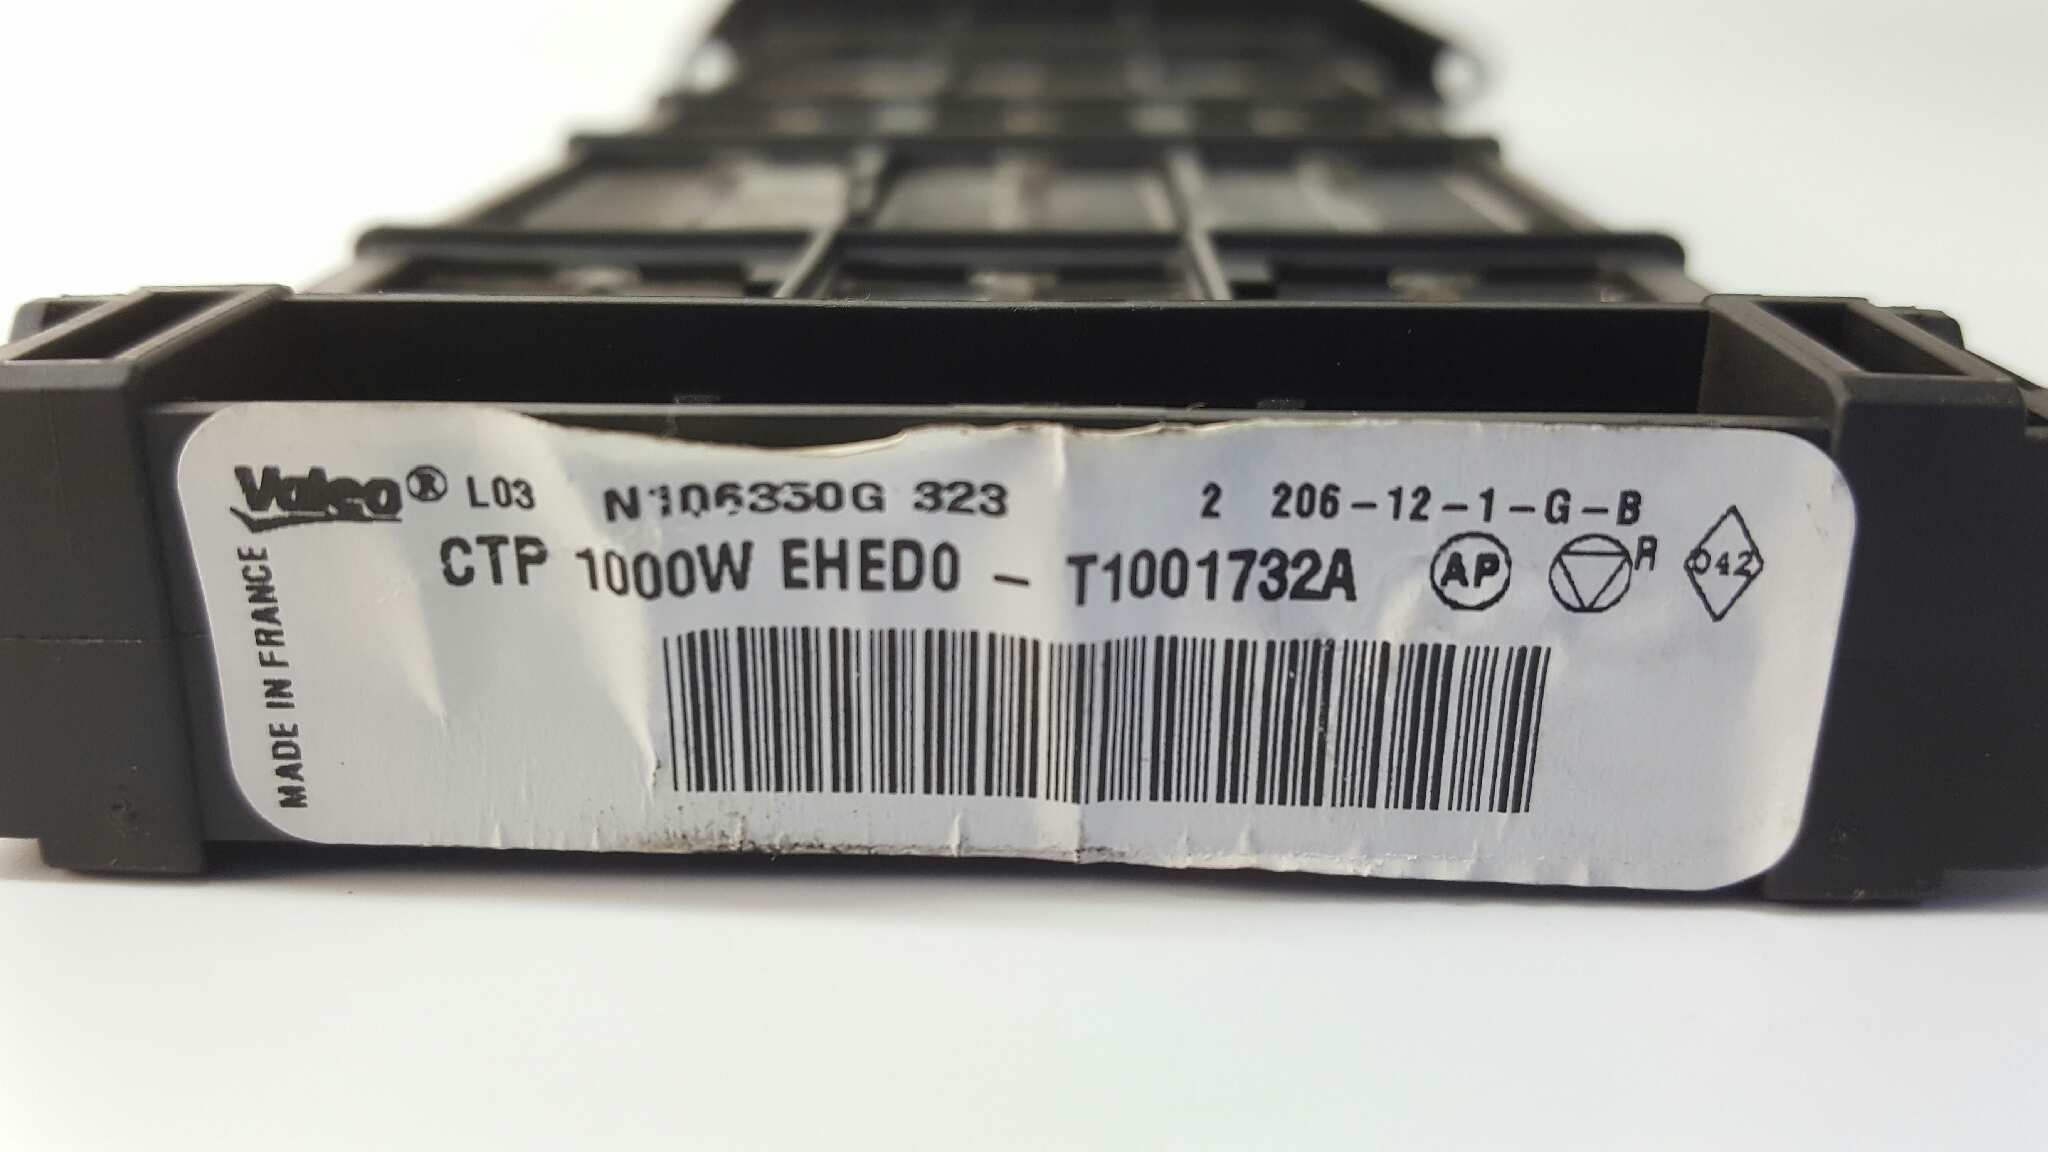 Valeo® L03 N106350G 323 2 206-12-1-G-B
CTP 1000W EHED0 - T1001732A AP R 042
MADE IN FRANCE